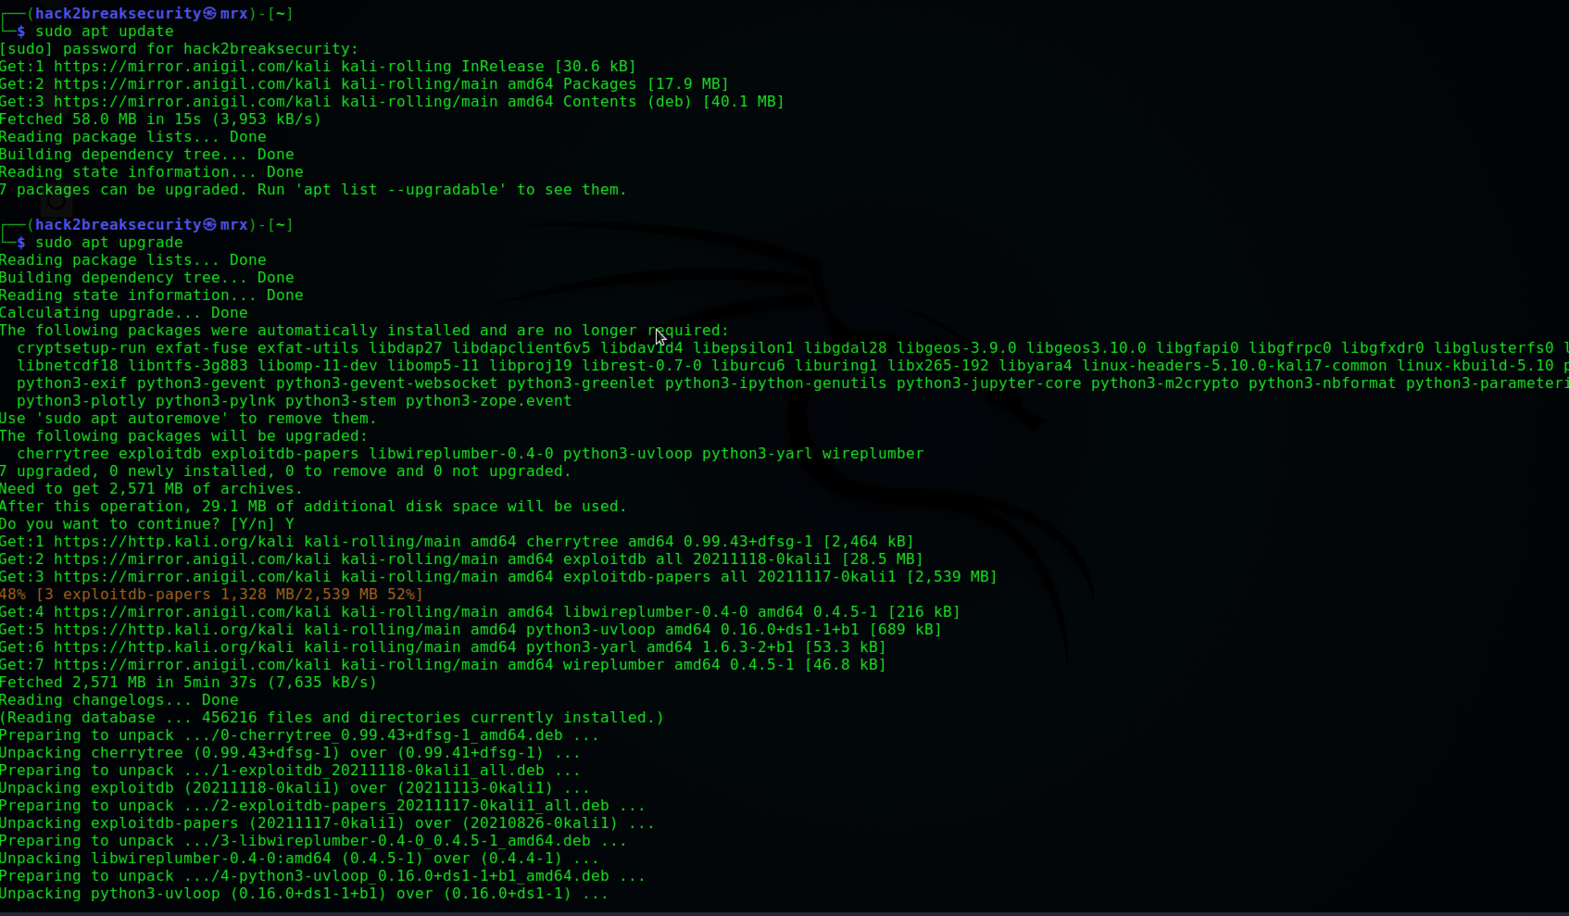 ┌──(hack2breaksecurity㉿mrx)-[~]
└─$ sudo apt update
[sudo] password for hack2breaksecurity:
Get:1 https://mirror.anigil.com/kali kali-rolling InRelease [30.6 kB]
Get:2 https://mirror.anigil.com/kali kali-rolling/main amd64 Packages [17.9 MB]
Get:3 https://mirror.anigil.com/kali kali-rolling/main amd64 Contents (deb) [40.1 MB]
Fetched 58.0 MB in 15s (3,953 kB/s)
Reading package lists... Done
Building dependency tree... Done
Reading state information... Done
7 packages can be upgraded. Run 'apt list --upgradable' to see them.
┌──(hack2breaksecurity㉿mrx)-[~]
└─$ sudo apt upgrade
Reading package lists... Done
Building dependency tree... Done
Reading state information... Done
Calculating upgrade... Done
The following packages were automatically installed and are no longer required:
cryptsetup-run exfat-fuse exfat-utils libdap27 libdapclient6v5 libdavid4 libepsilon1 libgdal28 libgeos-3.9.0 libgeos3.10.0 libgfapi0 libgfrpc0 libgfxdr0 libglusterfs0 l
libnetcdf18 libntfs-3g883 libomp-11-dev libomp5-11 libproj19 librest-0.7-0 liburcu6 liburing1 libx265-192 libyara4 linux-headers-5.10.0-kali7-common linux-kbuild-5.10 p
python3-exif python3-gevent python3-gevent-websocket python3-greenlet python3-ipython-genutils python3-jupyter-core python3-m2crypto python3-nbformat python3-parameteri
python3-plotly python3-pylnk python3-stem python3-zope.event
Use 'sudo apt autoremove' to remove them.
The following packages will be upgraded:
cherrytree exploitdb exploitdb-papers libwireplumber-0.4-0 python3-uvloop python3-yarl wireplumber
7 upgraded, 0 newly installed, 0 to remove and 0 not upgraded.
Need to get 2,571 MB of archives.
After this operation, 29.1 MB of additional disk space will be used.
Do you want to continue? [Y/n] Y
Get:1 https://http.kali.org/kali kali-rolling/main amd64 cherrytree amd64 0.99.43+dfsg-1 [2,464 kB]
Get:2 https://mirror.anigil.com/kali kali-rolling/main amd64 exploitdb all 20211118-0kali1 [28.5 MB]
Get:3 https://mirror.anigil.com/kali kali-rolling/main amd64 exploitdb-papers all 20211117-0kali1 [2,539 MB]
48% [3 exploitdb-papers 1,328 MB/2,539 MB 52%]
Get:4 https://mirror.anigil.com/kali kali-rolling/main amd64 libwireplumber-0.4-0 amd64 0.4.5-1 [216 kB]
Get:5 https://http.kali.org/kali kali-rolling/main amd64 python3-uvloop amd64 0.16.0+ds1-1+b1 [689 kB]
Get:6 https://http.kali.org/kali kali-rolling/main amd64 python3-yarl amd64 1.6.3-2+b1 [53.3 kB]
Get:7 https://mirror.anigil.com/kali kali-rolling/main amd64 wireplumber amd64 0.4.5-1 [46.8 kB]
Fetched 2,571 MB in 5min 37s (7,635 kB/s)
Reading changelogs... Done
(Reading database ... 456216 files and directories currently installed.)
Preparing to unpack .../0-cherrytree_0.99.43+dfsg-1_amd64.deb ...
Unpacking cherrytree (0.99.43+dfsg-1) over (0.99.41+dfsg-1) ...
Preparing to unpack .../1-exploitdb_20211118-0kali1_all.deb ...
Unpacking exploitdb (20211118-0kali1) over (20211113-0kali1) ...
Preparing to unpack .../2-exploitdb-papers_20211117-0kali1_all.deb ...
Unpacking exploitdb-papers (20211117-0kali1) over (20210826-0kali1) ...
Preparing to unpack .../3-libwireplumber-0.4-0_0.4.5-1_amd64.deb ...
Unpacking libwireplumber-0.4-0:amd64 (0.4.5-1) over (0.4.4-1) ...
Preparing to unpack .../4-python3-uvloop_0.16.0+ds1-1+b1_amd64.deb ...
Unpacking python3-uvloop (0.16.0+ds1-1+b1) over (0.16.0+ds1-1) ...